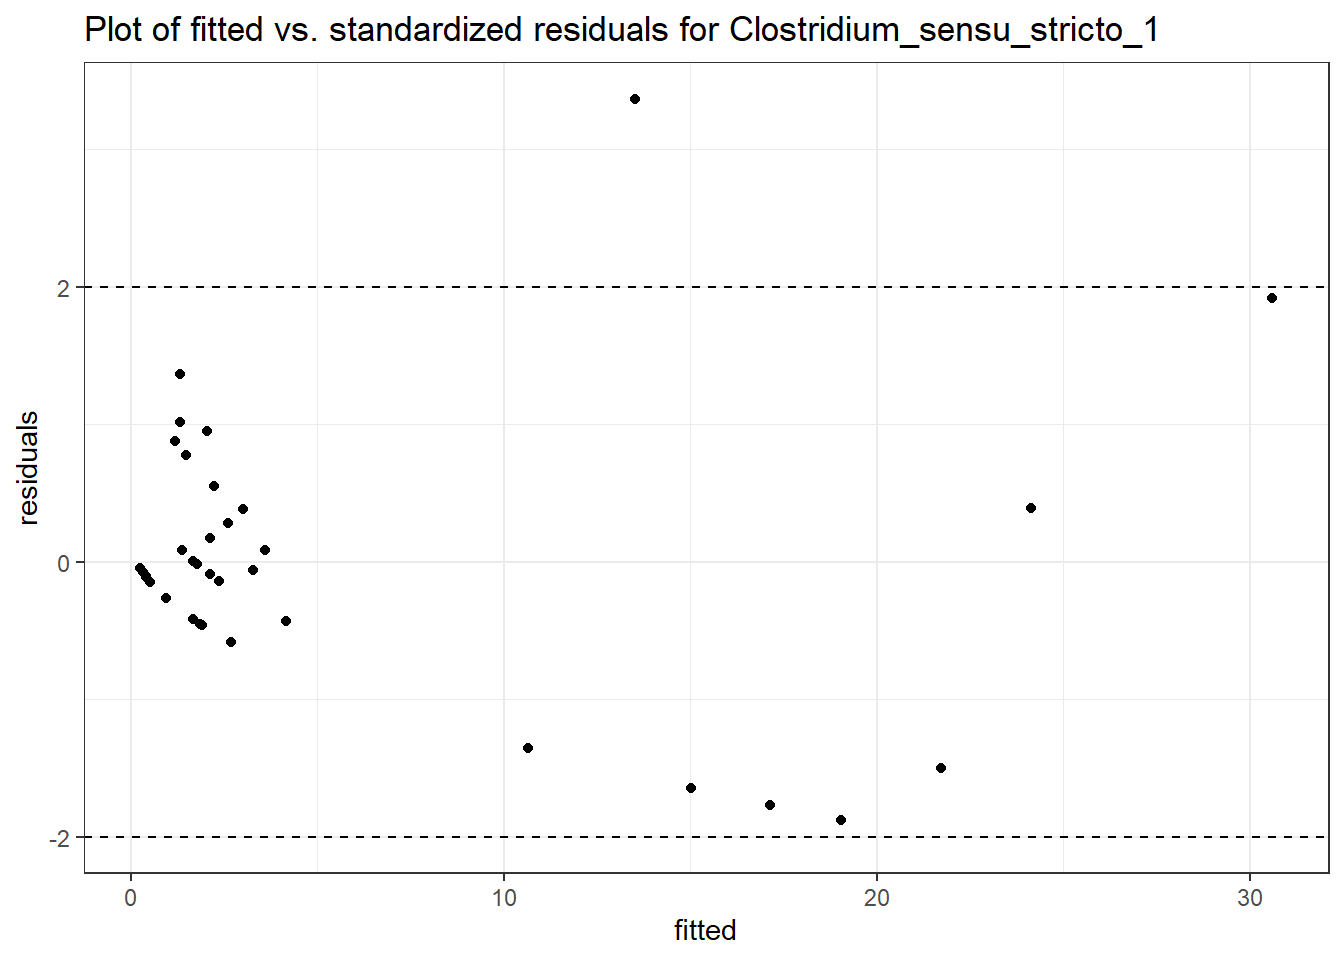 Plot of fitted vs. standardized residuals for Clostridium_sensu_stricto_1
residuals
2
0
-2
0
10
20
30
fitted